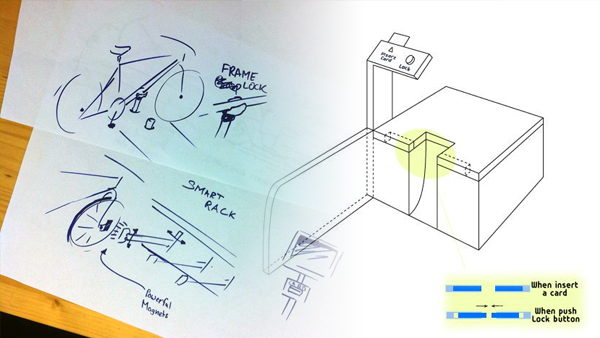 FRAME
LOCK
SMART
RACK
Powerful
Magnets
Insert
Card
Lock
When insert
a card
When push
Lock button